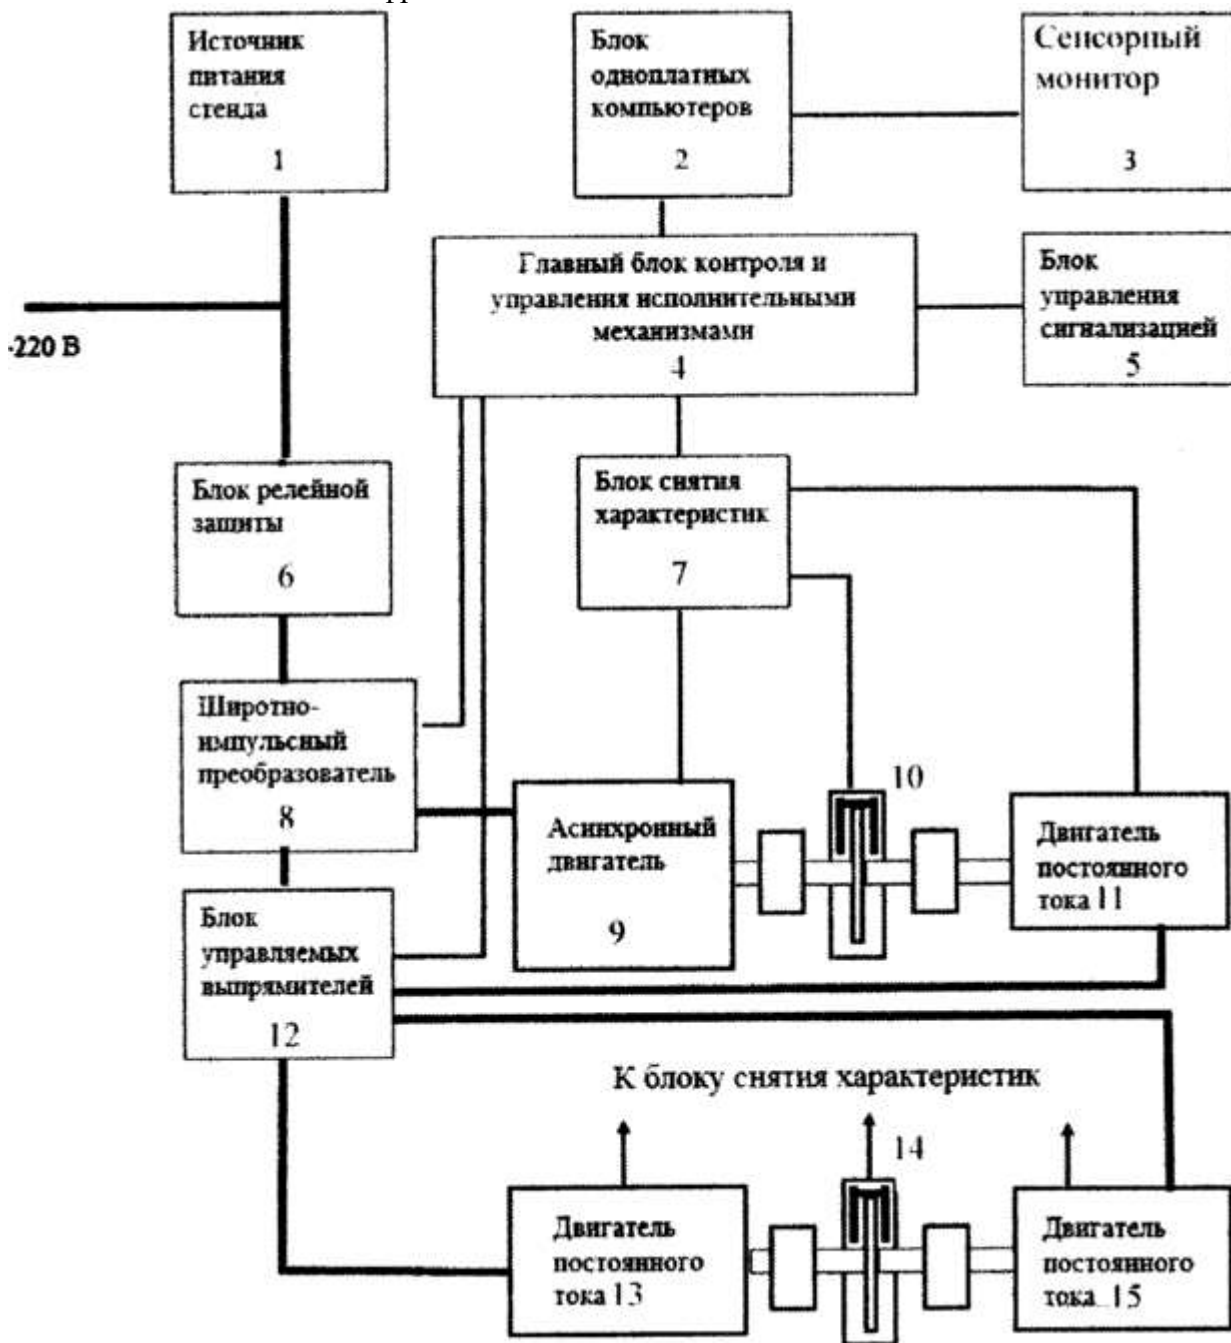 Источник
питания
стенда
1
Блок
одноплатных
компьютеров
2
Сенсорный
монитор
3
Главный блок контроля и
управления исполнительными
механизмами
4
Блок
управления
сигнализацией
5
-220 В
Блок релейной
защиты
6
Блок снятия
характеристик
7
Широтно-
импульсный
преобразователь
8
Асинхронный
двигатель
9
10
Двигатель
постоянного
тока 11
Блок
управляемых
выпрямителей
12
К блоку снятия характеристик
Двигатель
постоянного
тока 13
14
Двигатель
постоянного
тока 15